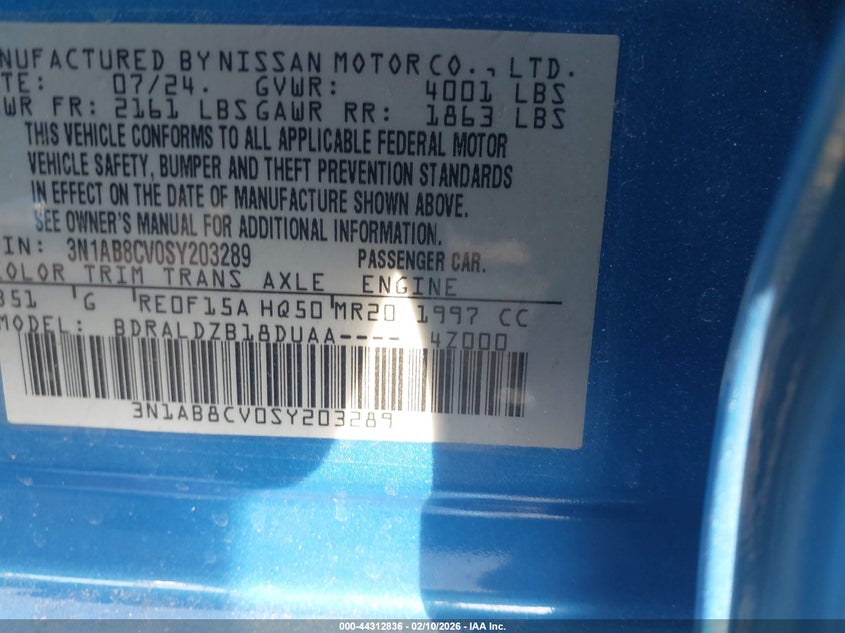 NUFACTURED BY NISSAN MOTOR CO., LTD.
TE: 07/24. GVWR: 4001 LBS
WR FR: 2161 LBS GAWR RR: 1863 LBS
THIS VEHICLE CONFORMS TO ALL APPLICABLE FEDERAL MOTOR
VEHICLE SAFETY, BUMPER AND THEFT PREVENTION STANDARDS
IN EFFECT ON THE DATE OF MANUFACTURE SHOWN ABOVE.
SEE OWNER'S MANUAL FOR ADDITIONAL INFORMATION.
IN: 3N1AB8CV0SY203289 PASSENGER CAR.
COLOR TRIM TRANS AXLE ENGINE
B51 G RE0F15A HQ50 MR20 1997 CC
MODEL: BDRALDZB18DUAA---- 4Z000
3N1AB8CV0SY203289
000-44312836 - 02/10/2026 - IAA Inc.